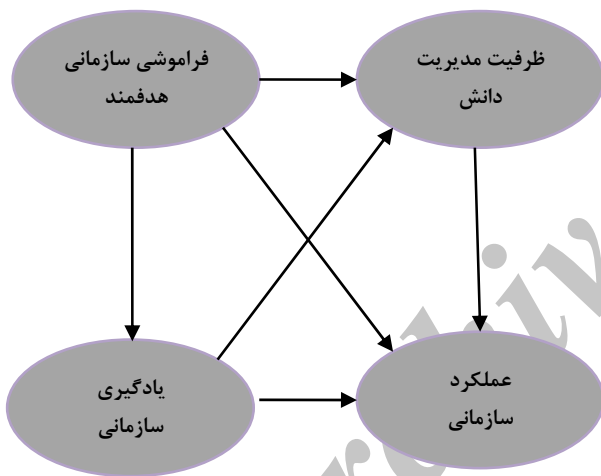 فراموشی سازمانی
هدفمند
ظرفیت مدیریت
دانش
یادگیری
سازمانی
عملکرد
سازمانی